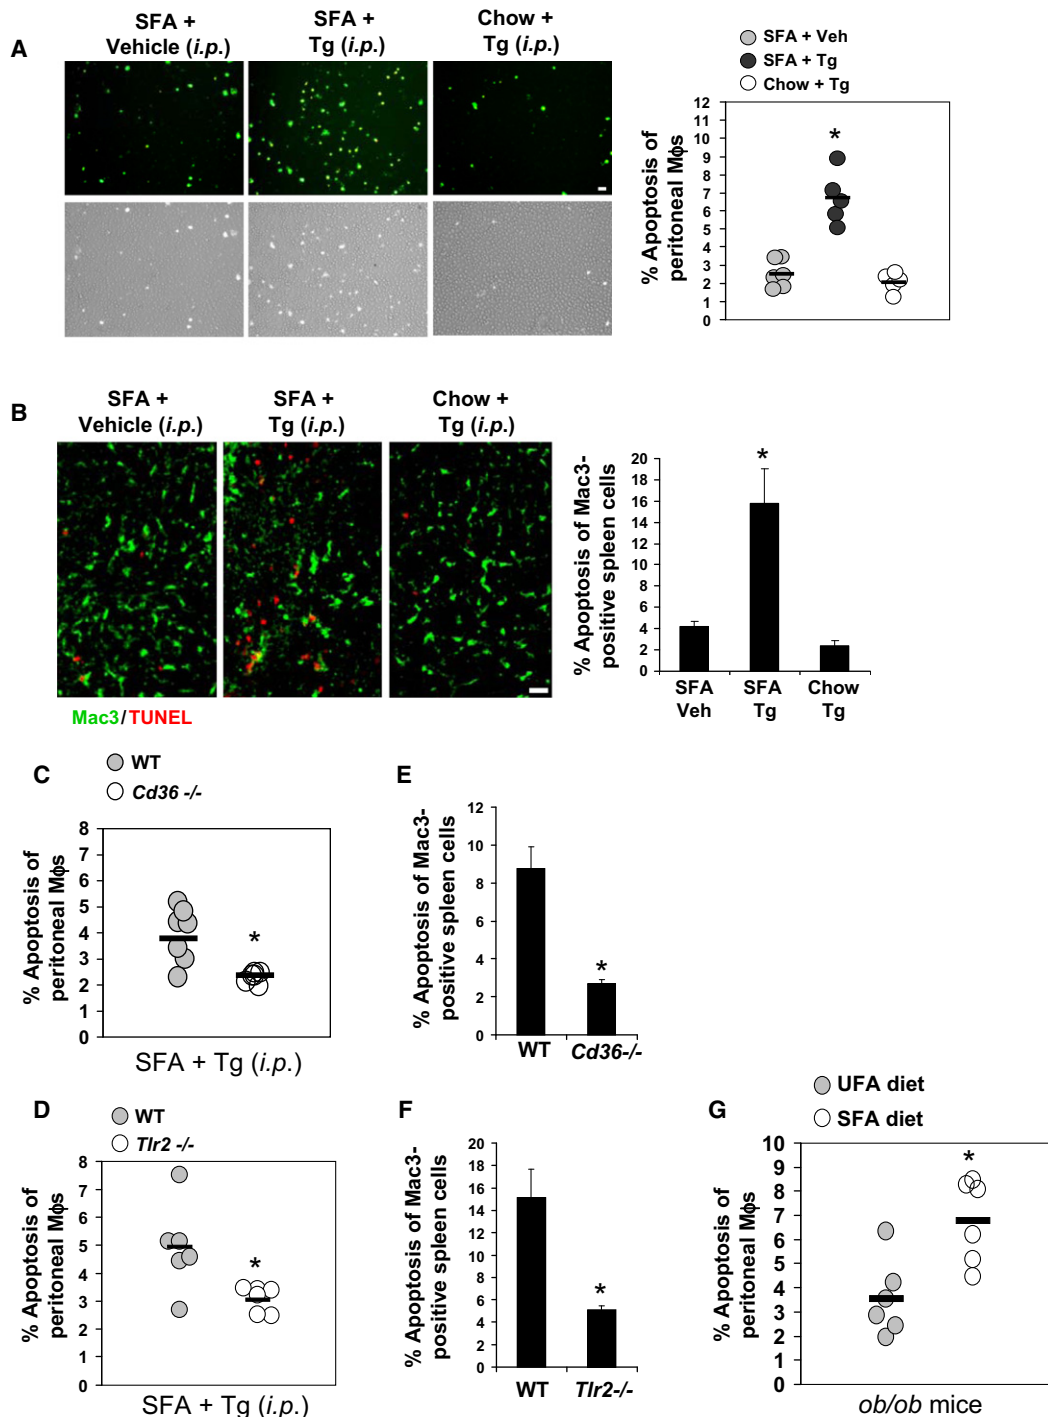 A
SFA +
Vehicle (i.p.)
SFA +
Tg (i.p.)
Chow +
Tg (i.p.)
SFA + Veh
SFA + Tg
Chow + Tg
% Apoptosis of
peritoneal Mϕs
12
11
10
9
8
7
6
5
4
3
2
1
0
*
B
SFA +
Vehicle (i.p.)
SFA +
Tg (i.p.)
Chow +
Tg (i.p.)
Mac3/TUNEL
% Apoptosis of Mac3-
positive spleen cells
20
18
16
14
12
10
8
6
4
2
0
*
SFA
Veh
SFA
Tg
Chow
Tg
C
WT
Cd36 -/-
% Apoptosis of
peritoneal Mϕs
8
7
6
5
4
3
2
1
0
*
SFA + Tg (i.p.)
E
% Apoptosis of Mac3-
positive spleen cells
12
10
8
6
4
2
0
*
WT
Cd36-/-
D
WT
Tlr2 -/-
% Apoptosis of
peritoneal Mϕs
8
7
6
5
4
3
2
1
0
*
SFA + Tg (i.p.)
F
% Apoptosis of Mac3-
positive spleen cells
20
18
16
14
12
10
8
6
4
2
0
*
WT
Tlr2-/-
G
UFA diet
SFA diet
% Apoptosis of
peritoneal Mϕs
10
9
8
7
6
5
4
3
2
1
0
*
ob/ob mice